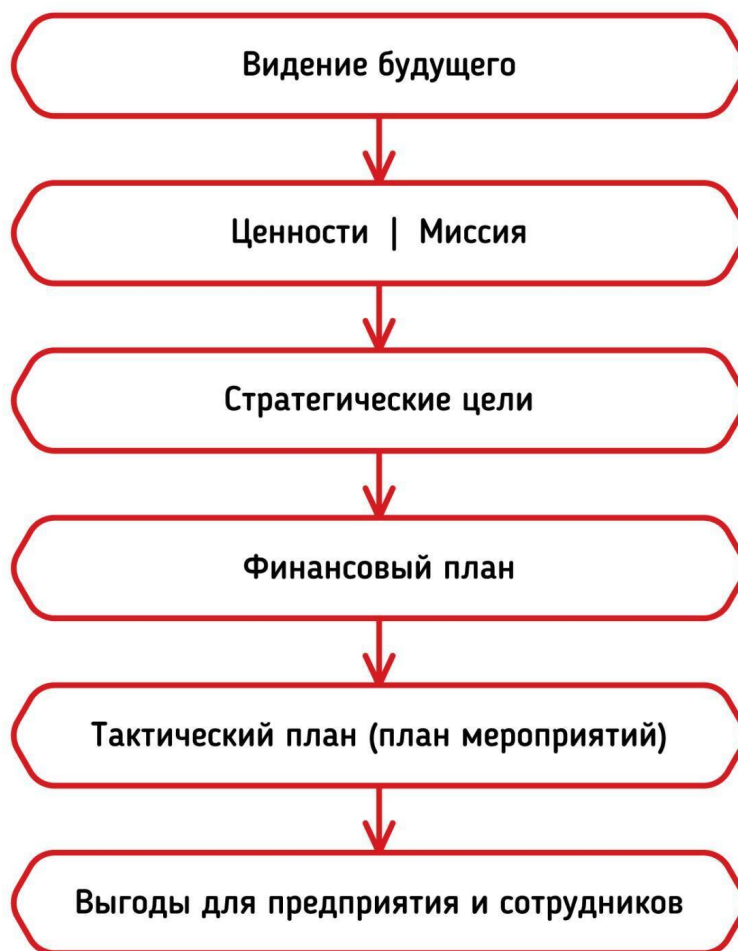 Видение будущего
Ценности | Миссия
Стратегические цели
Финансовый план
Тактический план (план мероприятий)
Выгоды для предприятия и сотрудников